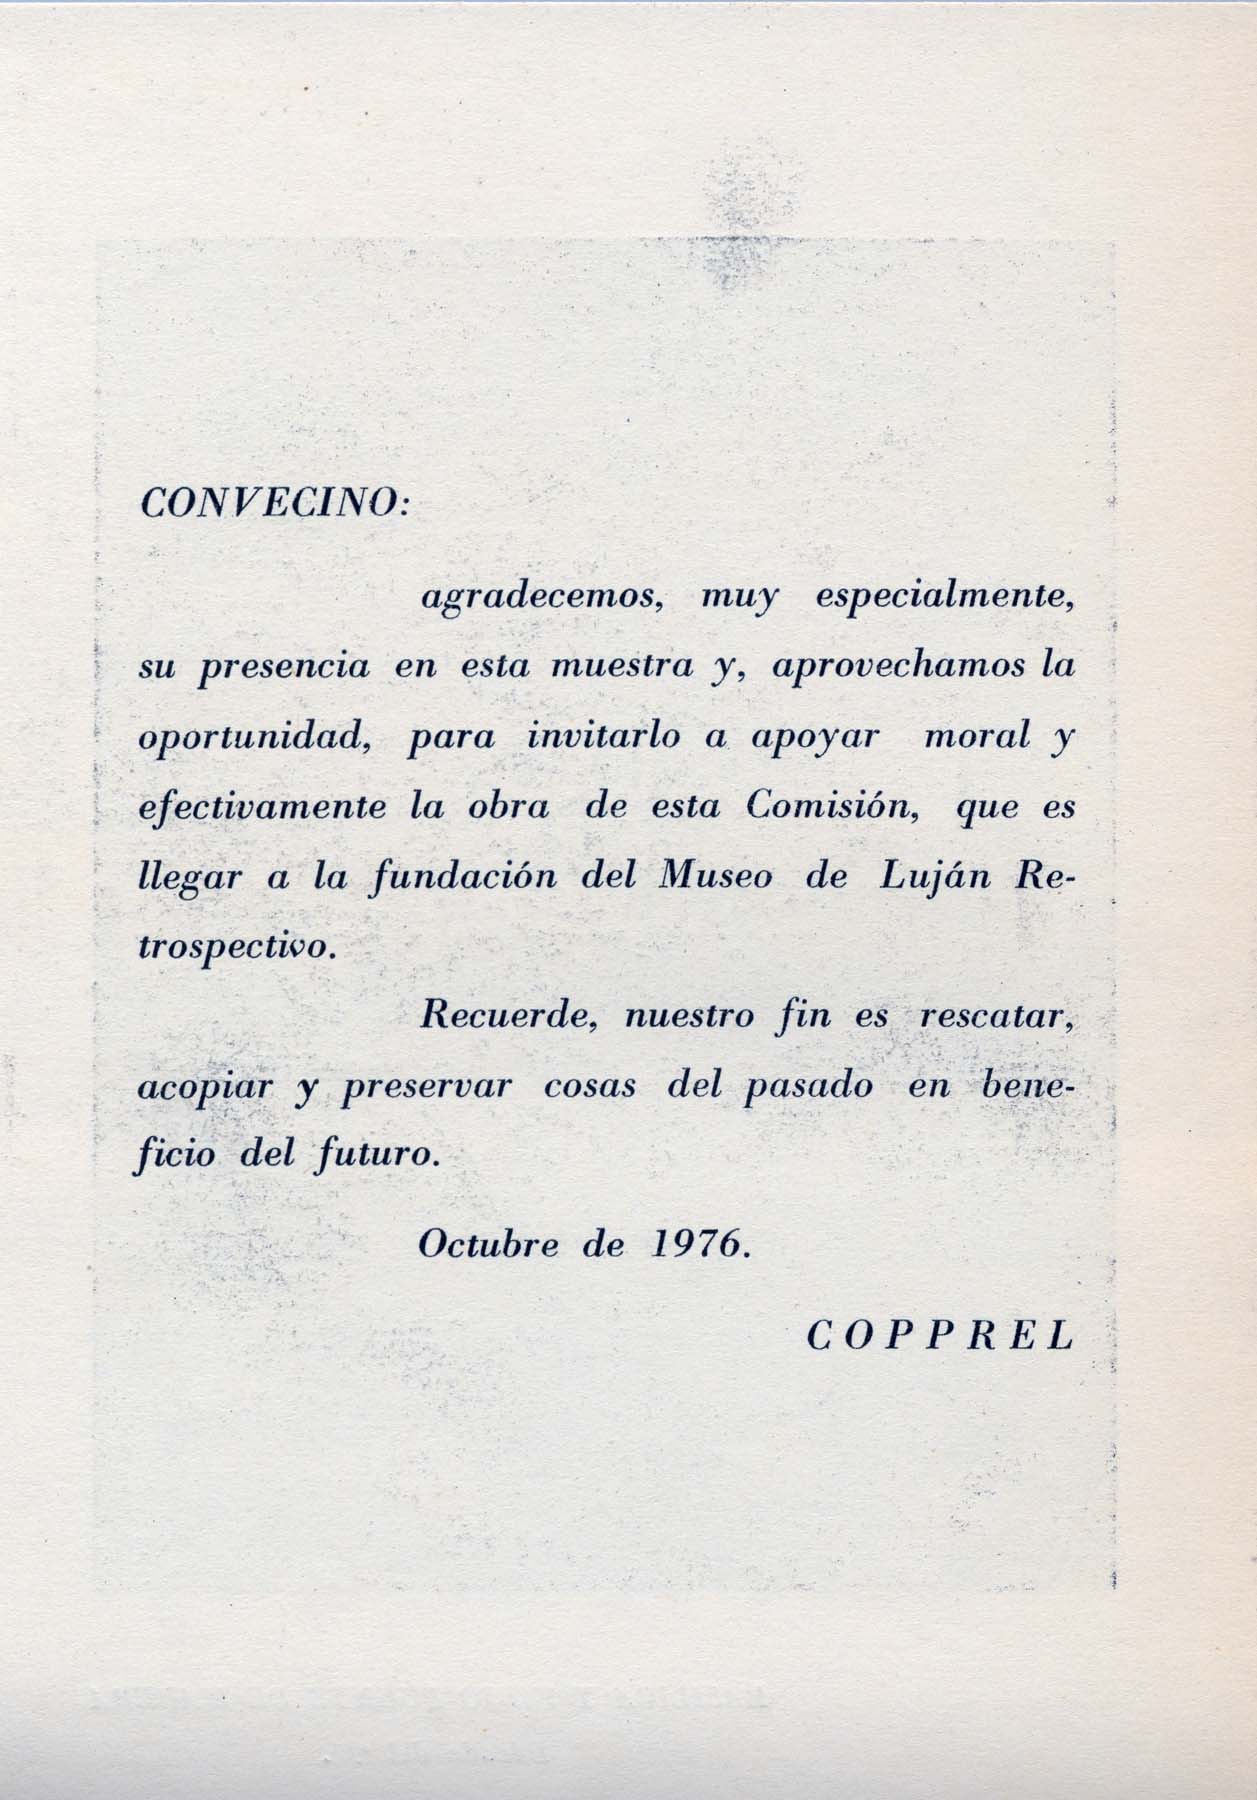 CONVECINO:
agradecemos, muy especialmente,
su presencia en esta muestra y, aprovechamos la
oportunidad, para invitarlo a apoyar moral y
efectivamente la obra de esta Comisión, que es
llegar a la fundación del Museo de Luján Re-
trospectivo.
Recuerde, nuestro fin es rescatar,
acopiar y preservar cosas del pasado en bene-
ficio del futuro.
Octubre de 1976.
COPPREL